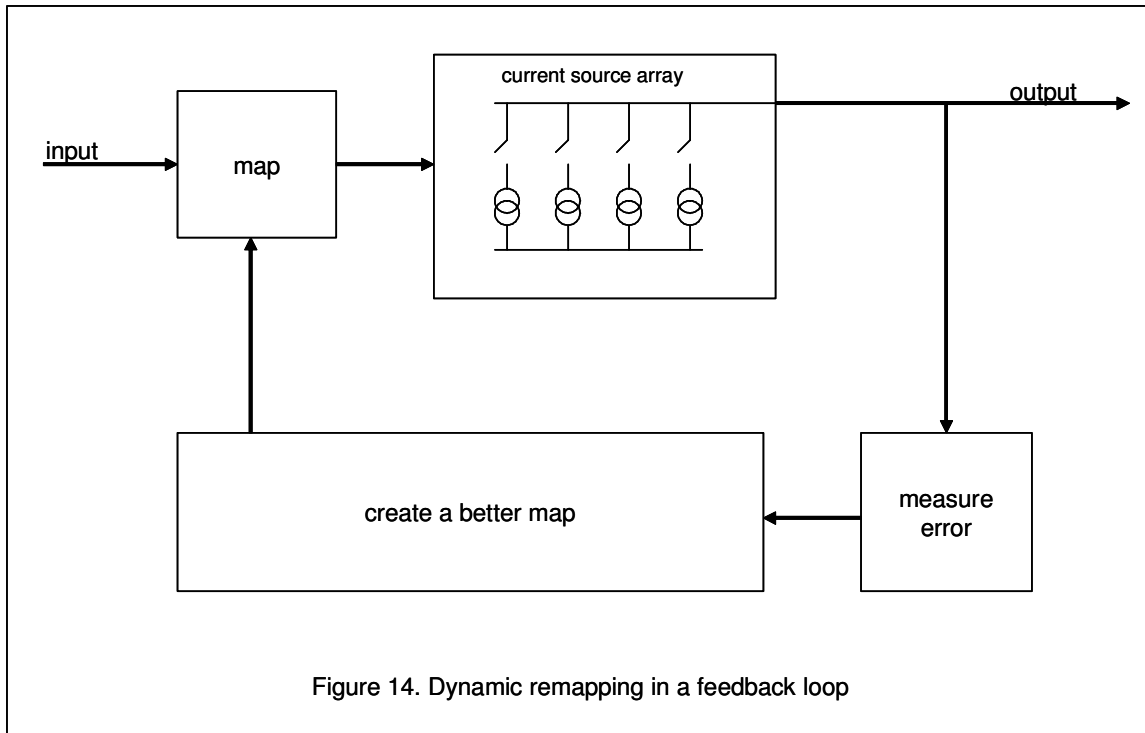 current source array
output
input
map
create a better map
measure
error
Figure 14. Dynamic remapping in a feedback loop